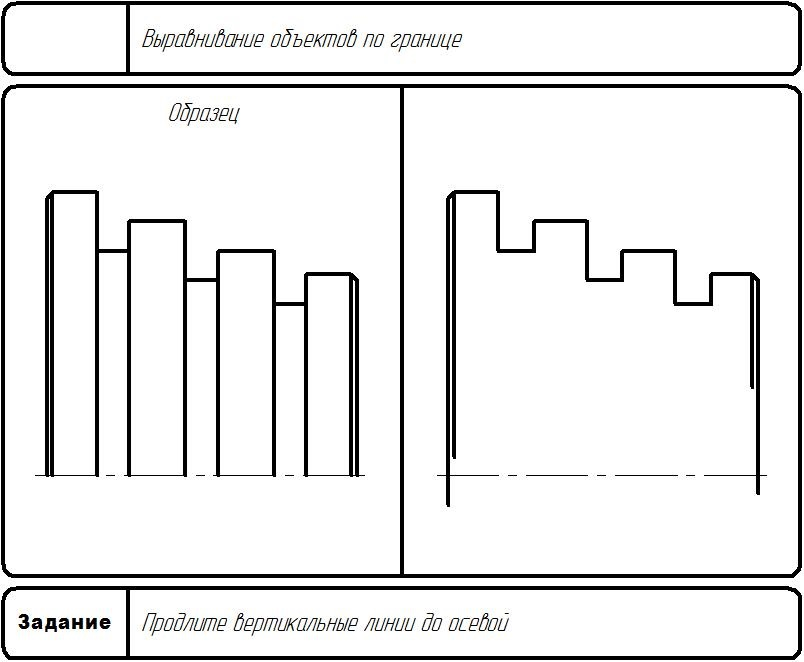 Выравнивание объектов по границе
Образец
Задание
Продлите вертикальные линии до осевой